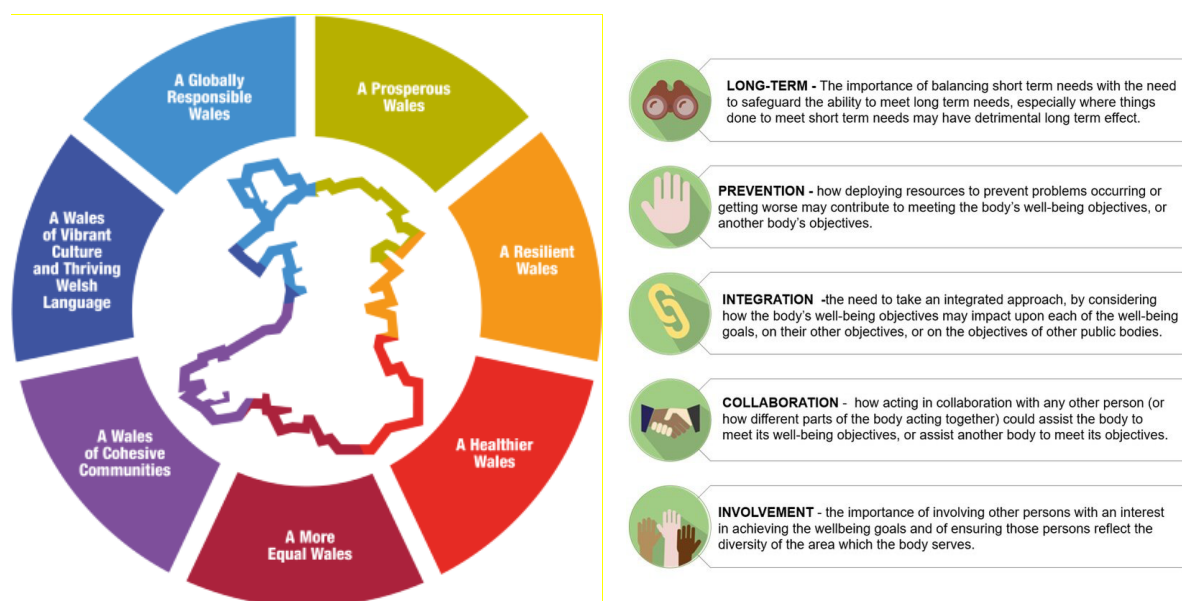 A Globally
Responsible
Wales
A Prosperous
Wales
A Resilient
Wales
A Healthier
Wales
A More
Equal Wales
A Wales
of Cohesive
Communities
A Wales
of Vibrant
Culture
and Thriving
Welsh
Language
LONG-TERM - The importance of balancing short term needs with the need
to safeguard the ability to meet long term needs, especially where things
done to meet short term needs may have detrimental long term effect.
PREVENTION - how deploying resources to prevent problems occurring or
getting worse may contribute to meeting the body's well-being objectives, or
another body's objectives.
INTEGRATION -the need to take an integrated approach, by considering
how the body's well-being objectives may impact upon each of the well-being
goals, on their other objectives, or on the objectives of other public bodies.
COLLABORATION - how acting in collaboration with any other person (or
how different parts of the body acting together) could assist the body to
meet its well-being objectives, or assist another body to meet its objectives.
INVOLVEMENT - the importance of involving other persons with an interest
in achieving the wellbeing goals and of ensuring those persons reflect the
diversity of the area which the body serves.